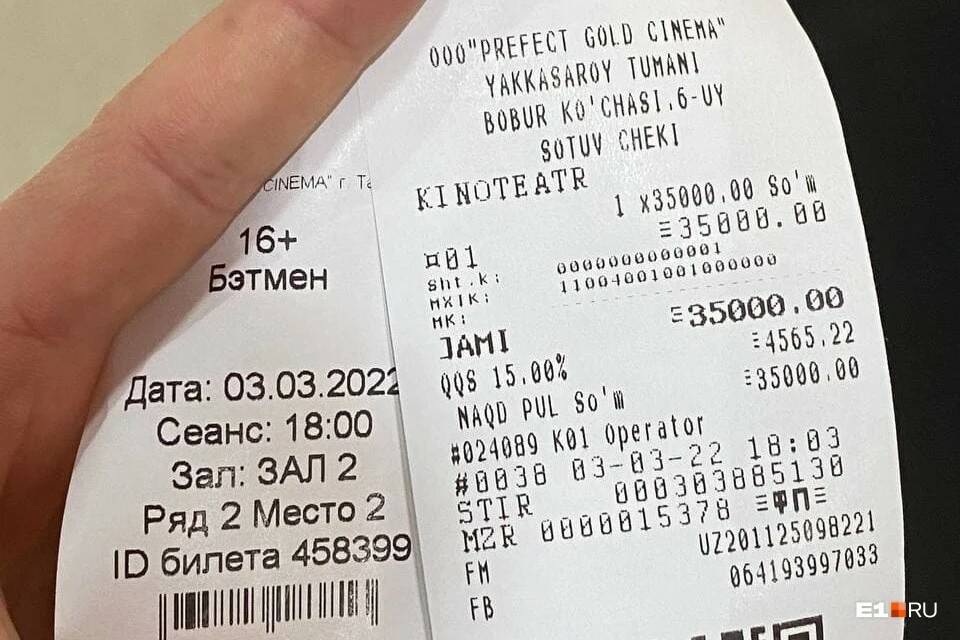 CINEMA" г Та
16+
Бэтмен
Дата: 03.03.2022
Сеанс: 18:00
Зал: ЗАЛ 2
Ряд 2 Место 2
ID билета 458399
ООО"PREFECT GOLD CINEMA"
YAKKASAROY TUMANI
BOBUR KO'CHASI,6-UY
SOTUV CHEKI
KINOTEATR
1 x35000.00 So'm
≡35000.00
¤01
Sht.k: 0000000000001
MXIK: 11004001001000000
MK:
JAMI ≡35000.00
QQS 15.00% ≡4565.22
NAQD PUL So'm ≡35000.00
#024089 K01 Operator
#0038 03-03-22 18:03
STIR 000303885130
MZR 0000015378 ≡ФП≡
FM UZ201125098221
FB 064193997033
E1.RU